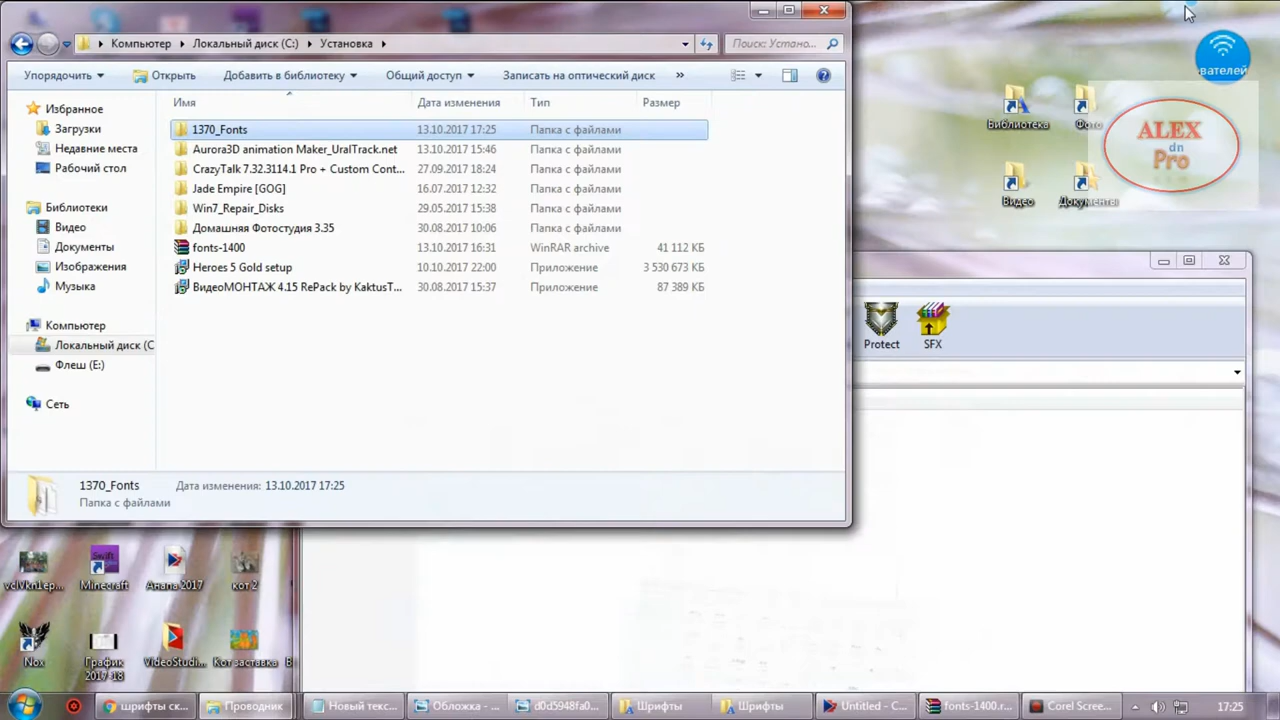 Компьютер
Локальный диск (C:)
Установка
Поиск: Устано...
Упорядочить
Открыть
Добавить в библиотеку
Общий доступ
Записать на оптический диск
»
Имя
Дата изменения
Тип
Размер
Избранное
Загрузки
Недавние места
Рабочий стол
Библиотеки
Видео
Документы
Изображения
Музыка
Компьютер
Локальный диск (C
Флеш (E:)
Сеть
1370_Fonts 13.10.2017 17:25 Папка с файлами
Aurora3D animation Maker_UralTrack.net 13.10.2017 15:46 Папка с файлами
CrazyTalk 7.32.3114.1 Pro + Custom Cont... 27.09.2017 18:24 Папка с файлами
Jade Empire [GOG] 16.07.2017 12:32 Папка с файлами
Win7_Repair_Disks 29.05.2017 15:38 Папка с файлами
Домашняя Фотостудия 3.35 30.08.2017 10:06 Папка с файлами
fonts-1400 13.10.2017 16:31 WinRAR archive 41 112 КБ
Heroes 5 Gold setup 10.10.2017 22:00 Приложение 3 530 673 КБ
ВидеоМОНТАЖ 4.15 RePack by KaktusT... 30.08.2017 15:37 Приложение 87 389 КБ
1370_Fonts Дата изменения: 13.10.2017 17:25
Папка с файлами
вателей
Библиотека
Фото
ALEX
dn
Pro
Видео
Документы
Protect
SFX
Minecraft
Анапа 2017
кот 2
Nox
График 2017-18
VideoStudi...
Кот заставка
шрифты ск...
Проводник
Новый текс...
Обложка - ...
d0d5948fa0...
Шрифты
Шрифты
Untitled - C...
fonts-1400.r...
Corel Scree...
17:25